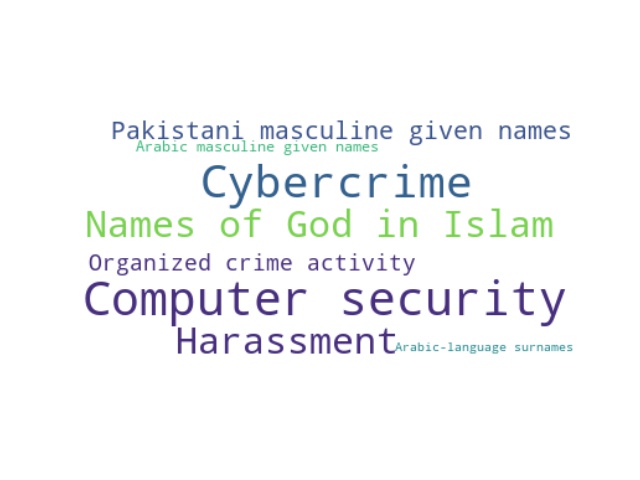 Pakistani masculine given names
Arabic masculine given names
Cybercrime
Names of God in Islam
Organized crime activity
Computer security
Harassment
Arabic-language surnames